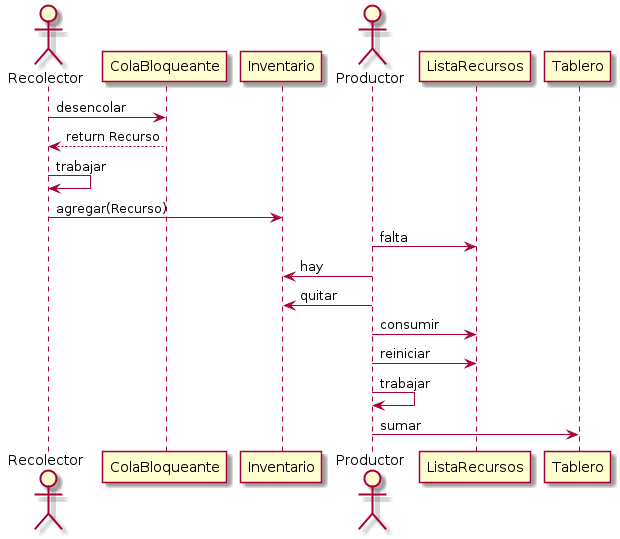 Recolector
ColaBloqueante
Inventario
Productor
ListaRecursos
Tablero
desencolar
return Recurso
trabajar
agregar(Recurso)
falta
hay
quitar
consumir
reiniciar
trabajar
sumar
Recolector
ColaBloqueante
Inventario
Productor
ListaRecursos
Tablero